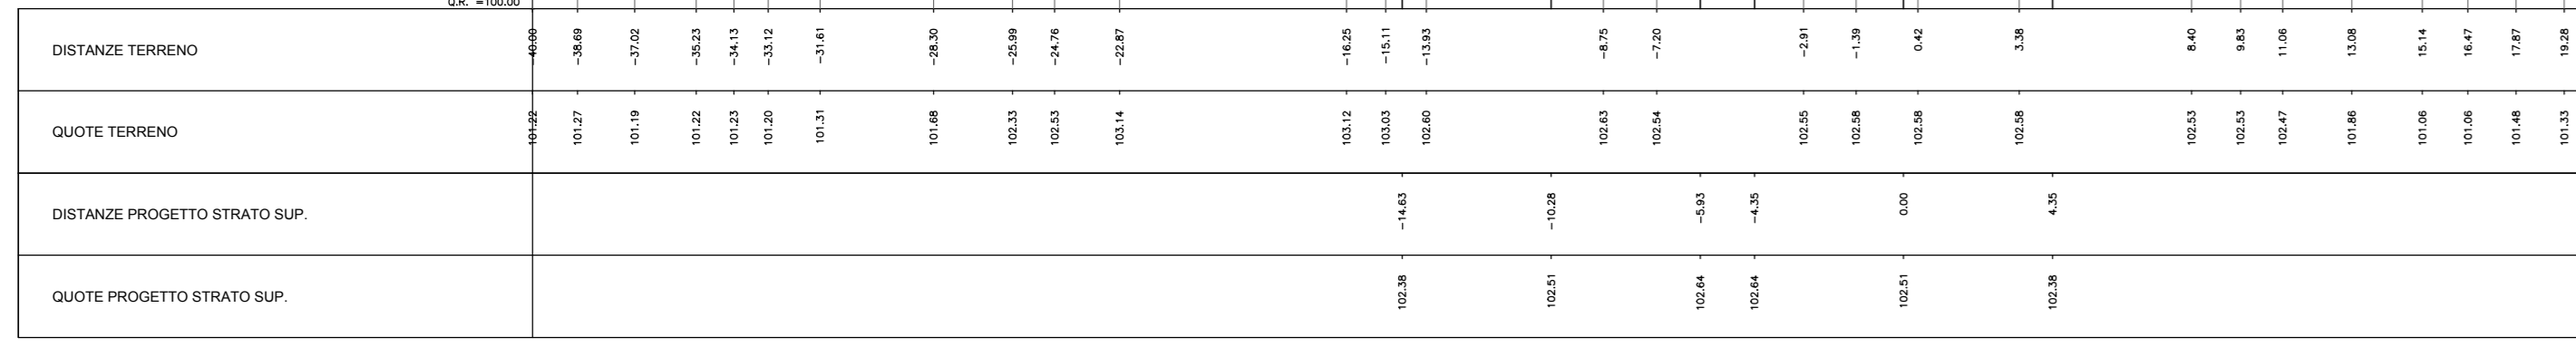 Q.R. =100.00
DISTANZE TERRENO -40.00 -38.69 -37.02 -35.23 -34.13 -33.12 -31.61 -28.30 -25.99 -24.76 -22.87 -16.25 -15.11 -13.93 -8.75 -7.20 -2.91 -1.39 0.42 3.38 8.40 9.83 11.06 13.08 15.14 16.47 17.87 19.28
QUOTE TERRENO 101.22 101.27 101.19 101.22 101.23 101.20 101.31 101.68 102.33 102.53 103.14 103.12 103.03 102.60 102.63 102.54 102.55 102.58 102.58 102.58 102.53 102.53 102.47 101.86 101.06 101.06 101.48 101.33
DISTANZE PROGETTO STRATO SUP. -14.63 -10.28 -5.93 -4.35 0.00 4.35
QUOTE PROGETTO STRATO SUP. 102.38 102.51 102.64 102.64 102.51 102.38